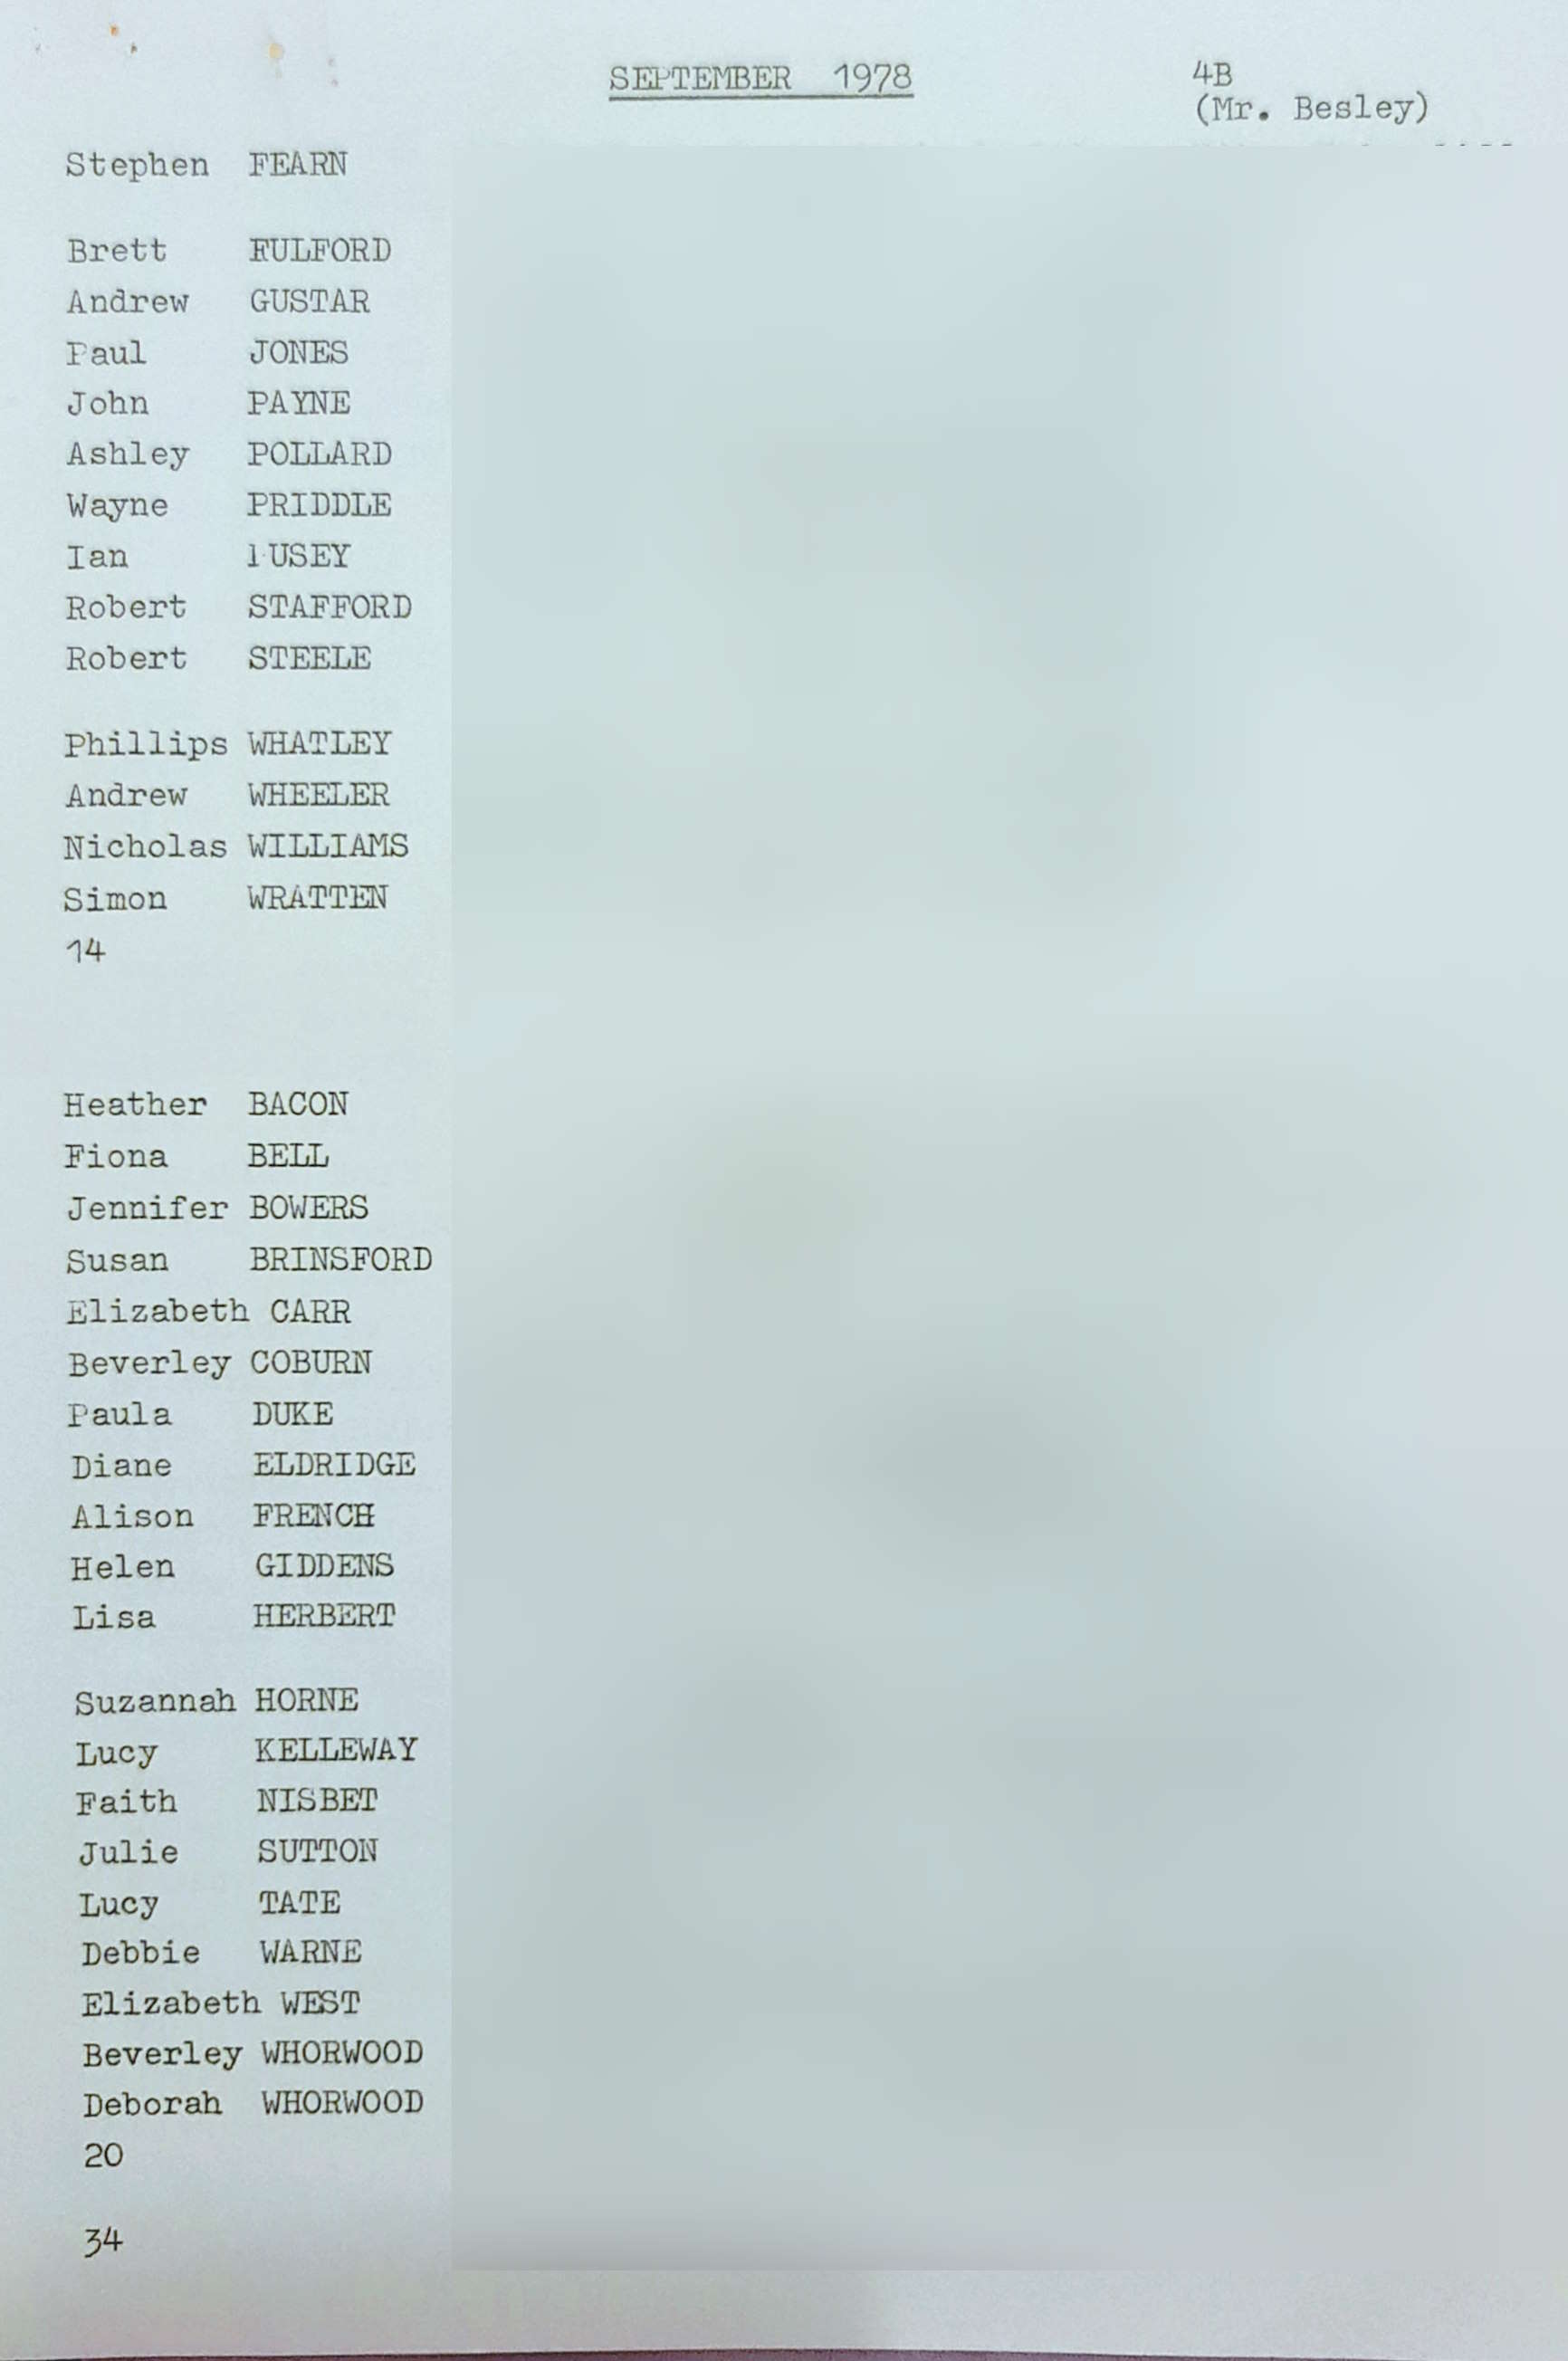 SEPTEMBER 1978
4B
(Mr. Besley)
Stephen FEARN
Brett FULFORD
Andrew GUSTAR
Paul JONES
John PAYNE
Ashley POLLARD
Wayne PRIDDLE
Ian PUSEY
Robert STAFFORD
Robert STEELE
Phillips WHATLEY
Andrew WHEELER
Nicholas WILLIAMS
Simon WRATTEN
14
Heather BACON
Fiona BELL
Jennifer BOWERS
Susan BRINSFORD
Elizabeth CARR
Beverley COBURN
Paula DUKE
Diane ELDRIDGE
Alison FRENCH
Helen GIDDENS
Lisa HERBERT
Suzannah HORNE
Lucy KELLEWAY
Faith NISBET
Julie SUTTON
Lucy TATE
Debbie WARNE
Elizabeth WEST
Beverley WHORWOOD
Deborah WHORWOOD
20
34